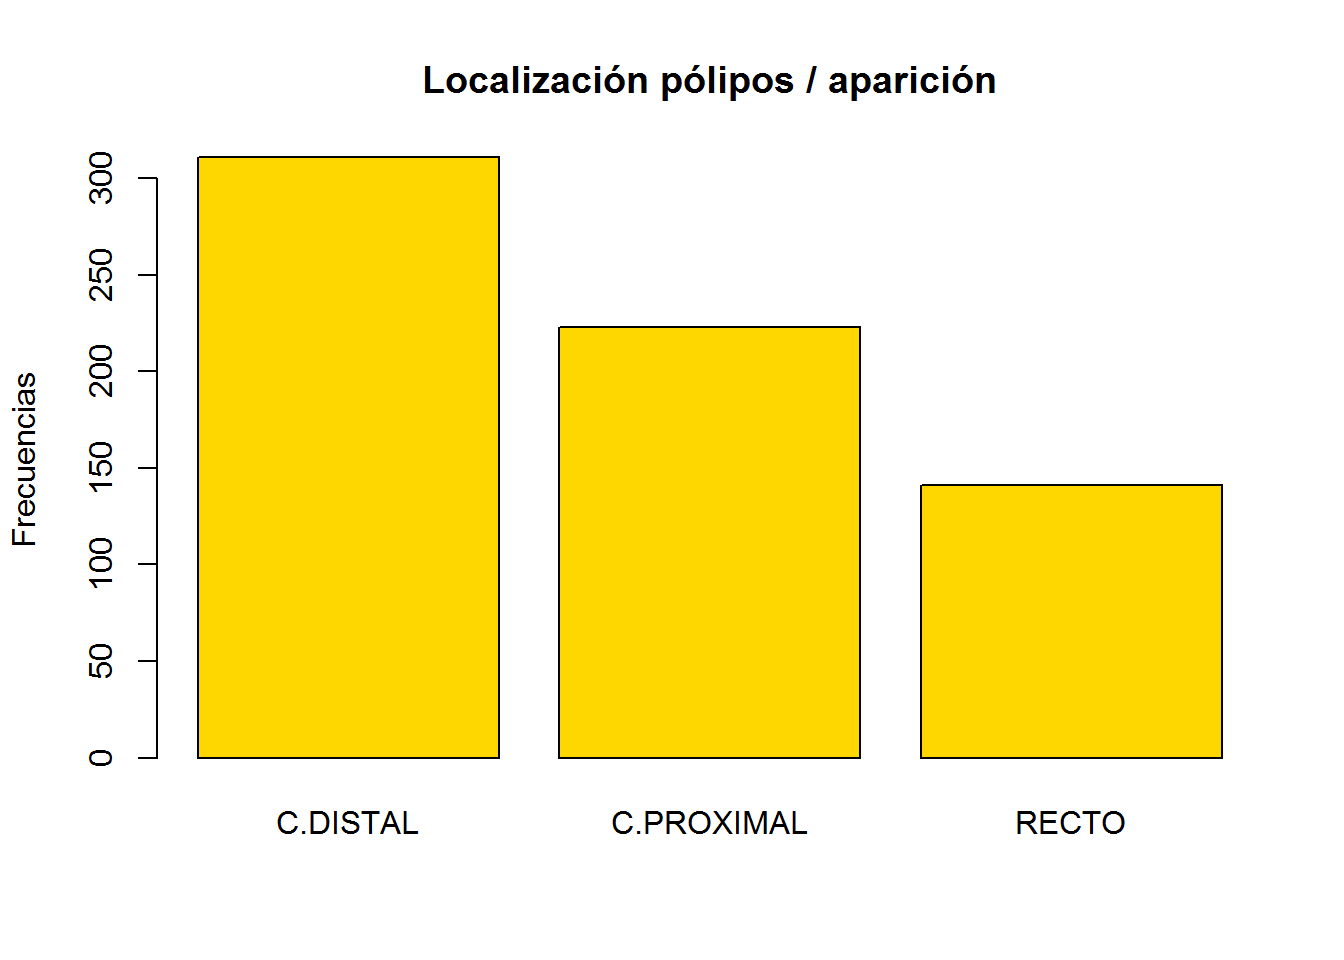 Localización pólipos / aparición
Frecuencias
300
250
200
150
100
50
0
C.DISTAL C.PROXIMAL RECTO